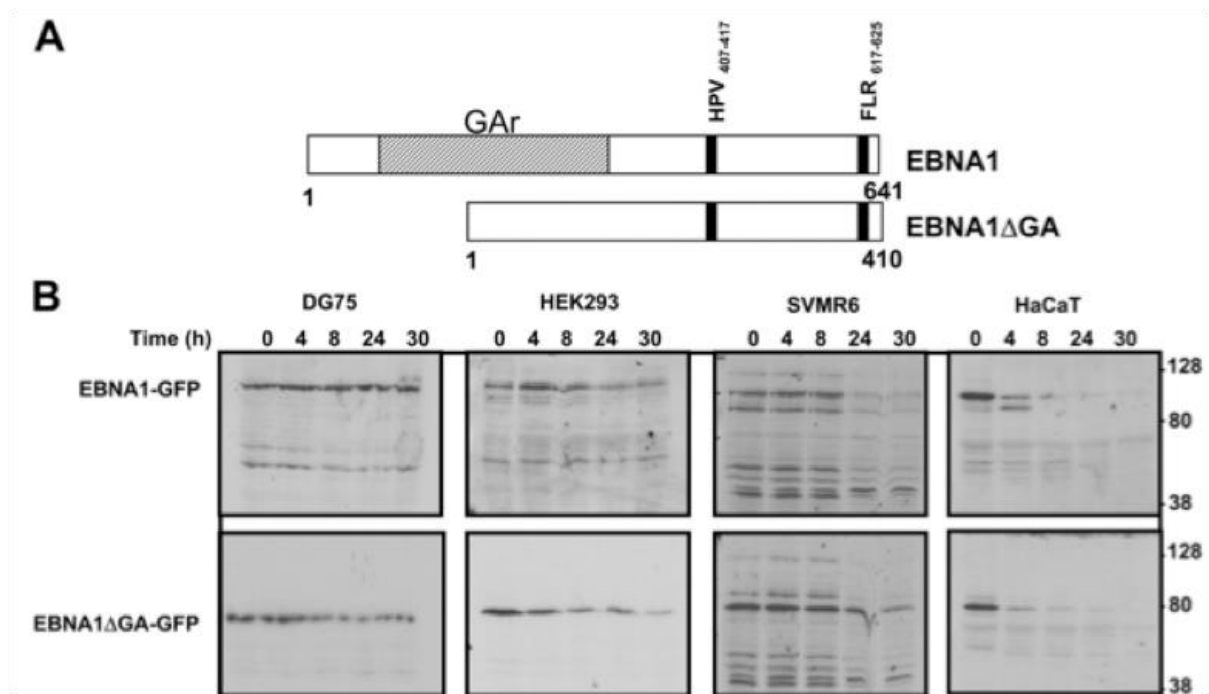 A
HPV 407-417
FLR 617-625
GAr
EBNA1
1
641
EBNA1ΔGA
1
410
B
DG75 HEK293 SVMR6 HaCaT
Time (h) 0 4 8 24 30 0 4 8 24 30 0 4 8 24 30 0 4 8 24 30
EBNA1-GFP
128
80
38
EBNA1ΔGA-GFP
128
80
38